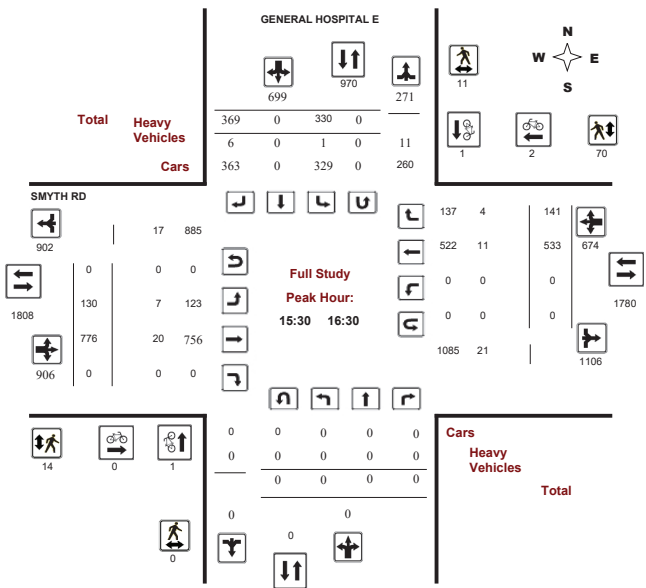 GENERAL HOSPITAL E
N
W E
S
970
11
699 271
Total Heavy Vehicles
369 0 330 0
6 0 1 0 11
Cars 363 0 329 0 260
1 2 70
SMYTH RD
902
17 885
137 4 141
674
522 11 533
0 0 0
0 0 0
1780
1085 21
1106
1808
0 0 0
130 7 123
776 20 756
906
0 0 0
Full Study
Peak Hour:
15:30 16:30
14 0 1
0
0 0 0 0 0
0 0 0 0 0
0 0 0 0
0 0
0
Cars
Heavy
Vehicles
Total